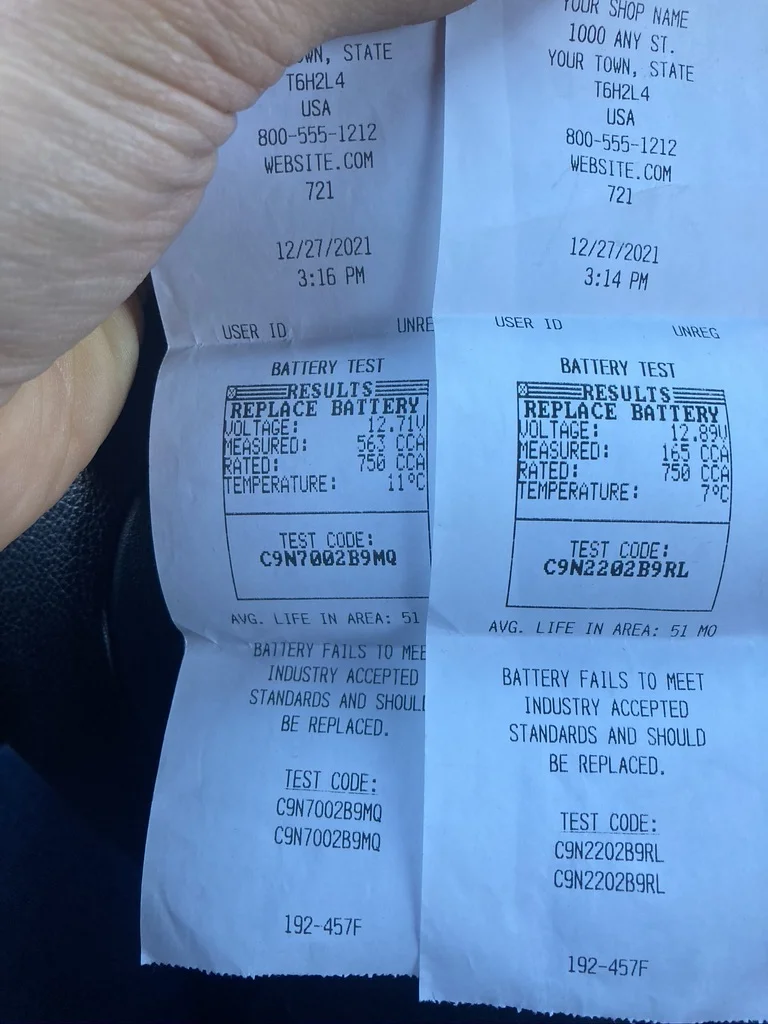 OWN, STATE
T6H2L4
USA
800-555-1212
WEBSITE.COM
721
12/27/2021
3:16 PM
USER ID UNRE
BATTERY TEST
RESULTS
REPLACE BATTERY
VOLTAGE: 12.71V
MEASURED: 563 CCA
RATED: 750 CCA
TEMPERATURE: 11°C
TEST CODE:
C9N7002B9MQ
AVG. LIFE IN AREA: 51
BATTERY FAILS TO MEE
INDUSTRY ACCEPTED
STANDARDS AND SHOUL
BE REPLACED.
TEST CODE:
C9N7002B9MQ
C9N7002B9MQ
192-457F
YOUR SHOP NAME
1000 ANY ST.
YOUR TOWN, STATE
T6H2L4
USA
800-555-1212
WEBSITE.COM
721
12/27/2021
3:14 PM
USER ID UNREG
BATTERY TEST
RESULTS
REPLACE BATTERY
VOLTAGE: 12.89V
MEASURED: 165 CCA
RATED: 750 CCA
TEMPERATURE: 7°C
TEST CODE:
C9N2202B9RL
AVG. LIFE IN AREA: 51 MO
BATTERY FAILS TO MEET
INDUSTRY ACCEPTED
STANDARDS AND SHOULD
BE REPLACED.
TEST CODE:
C9N2202B9RL
C9N2202B9RL
192-457F